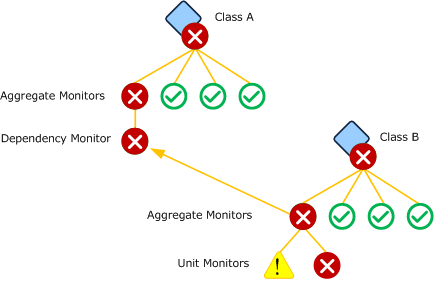 Class A
Aggregate Monitors
Dependency Monitor
Class B
Aggregate Monitors
Unit Monitors